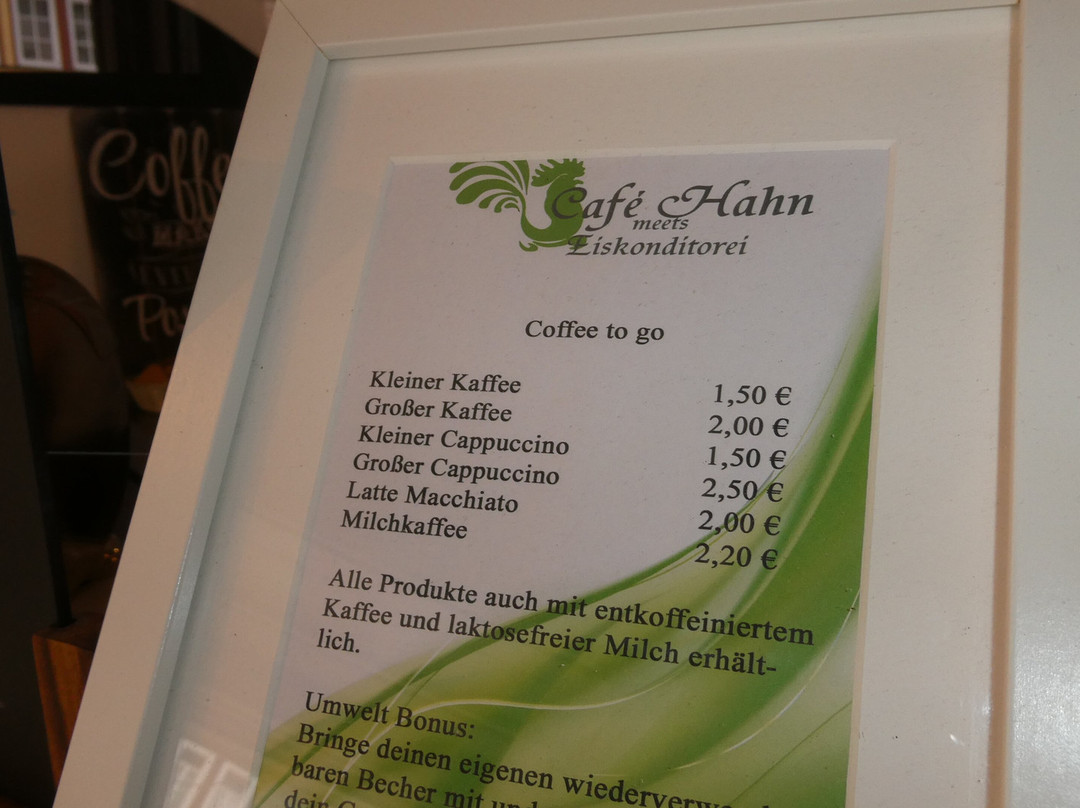 Coffee
Café Hahn
meets
Eiskonditorei
Coffee to go
Kleiner Kaffee 1,50 €
Großer Kaffee 2,00 €
Kleiner Cappuccino 1,50 €
Großer Cappuccino 2,50 €
Latte Macchiato 2,00 €
Milchkaffee 2,20 €
Alle Produkte auch mit entkoffeiniertem
Kaffee und laktosefreier Milch erhält-
lich.
Umwelt Bonus:
Bringe deinen eigenen
baren Becher mit